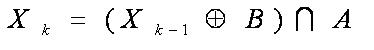 X k = ( X k − 1 ⊕ B ) ⋂ A